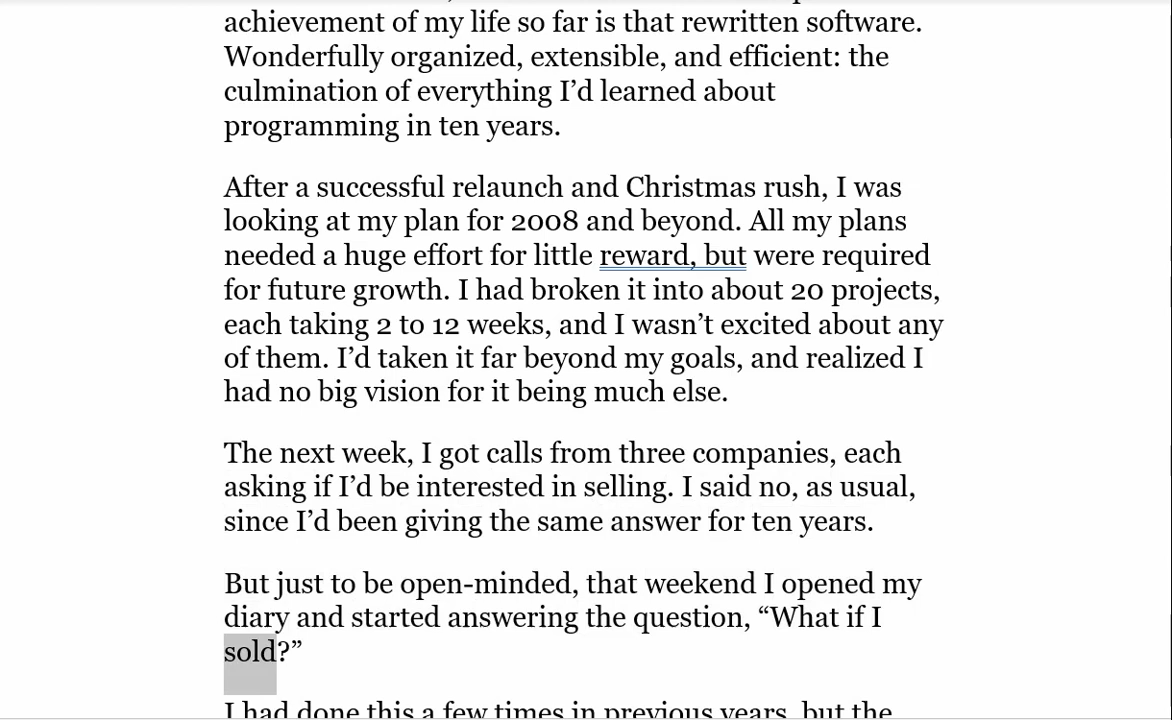 achievement of my life so far is that rewritten software.
Wonderfully organized, extensible, and efficient: the
culmination of everything I’d learned about
programming in ten years.
After a successful relaunch and Christmas rush, I was
looking at my plan for 2008 and beyond. All my plans
needed a huge effort for little reward, but were required
for future growth. I had broken it into about 20 projects,
each taking 2 to 12 weeks, and I wasn’t excited about any
of them. I’d taken it far beyond my goals, and realized I
had no big vision for it being much else.
The next week, I got calls from three companies, each
asking if I’d be interested in selling. I said no, as usual,
since I’d been giving the same answer for ten years.
But just to be open-minded, that weekend I opened my
diary and started answering the question, “What if I
sold?”
I had done this a few times in previous years, but the